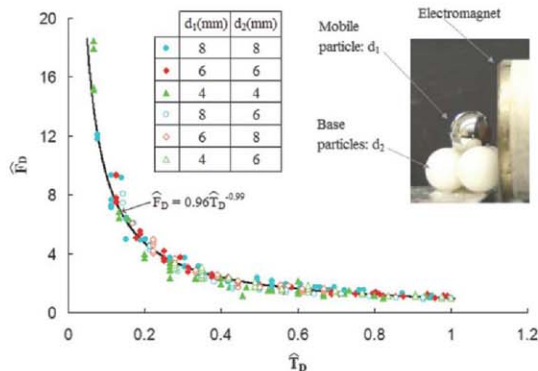 d₁(mm) d₂(mm)
8 8
6 6
4 4
8 6
6 8
4 6
Electromagnet
Mobile
particle: d₁
Base
particles: d₂
F̂D = 0.96T̂D^-0.99
F̂D
20
16
12
8
4
0
0 0.2 0.4 0.6 0.8 1 1.2
T̂D